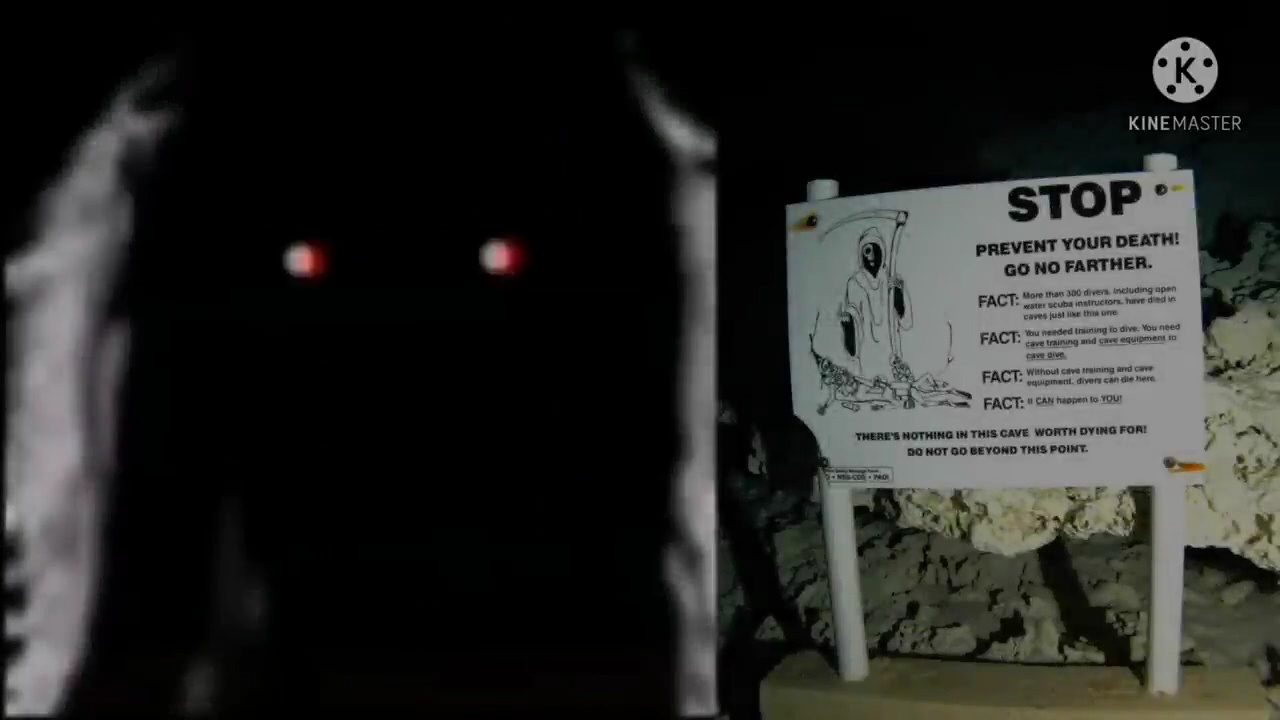 KINEMASTER
STOP
PREVENT YOUR DEATH!
GO NO FARTHER.
FACT: More than 300 divers, including open
water scuba instructors, have died in
caves just like this one.
FACT: You needed training to dive. You need
cave training and cave equipment to
cave dive.
FACT: Without cave training and cave
equipment, divers can die here.
FACT: It CAN happen to YOU!
THERE'S NOTHING IN THIS CAVE WORTH DYING FOR!
DO NOT GO BEYOND THIS POINT.
NSS-CDS • PADI